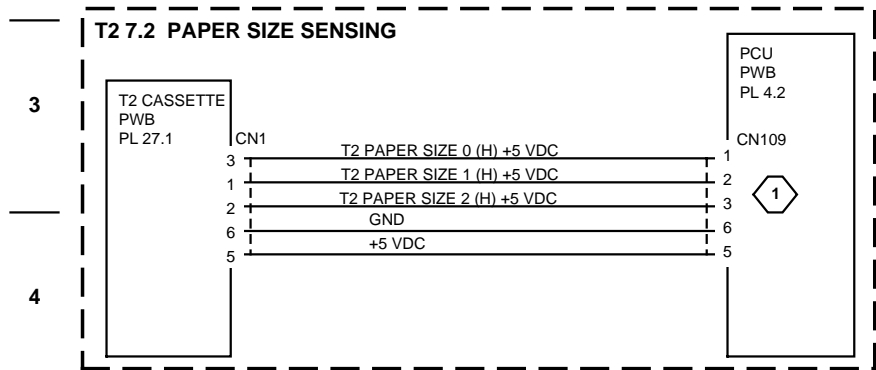 T2 7.2 PAPER SIZE SENSING
PCU
PWB
PL 4.2
3
T2 CASSETTE
PWB
PL 27.1
CN1
CN109
3 T2 PAPER SIZE 0 (H) +5 VDC 1
1 T2 PAPER SIZE 1 (H) +5 VDC 2
2 T2 PAPER SIZE 2 (H) +5 VDC 3
1
6 GND 6
5 +5 VDC 5
4